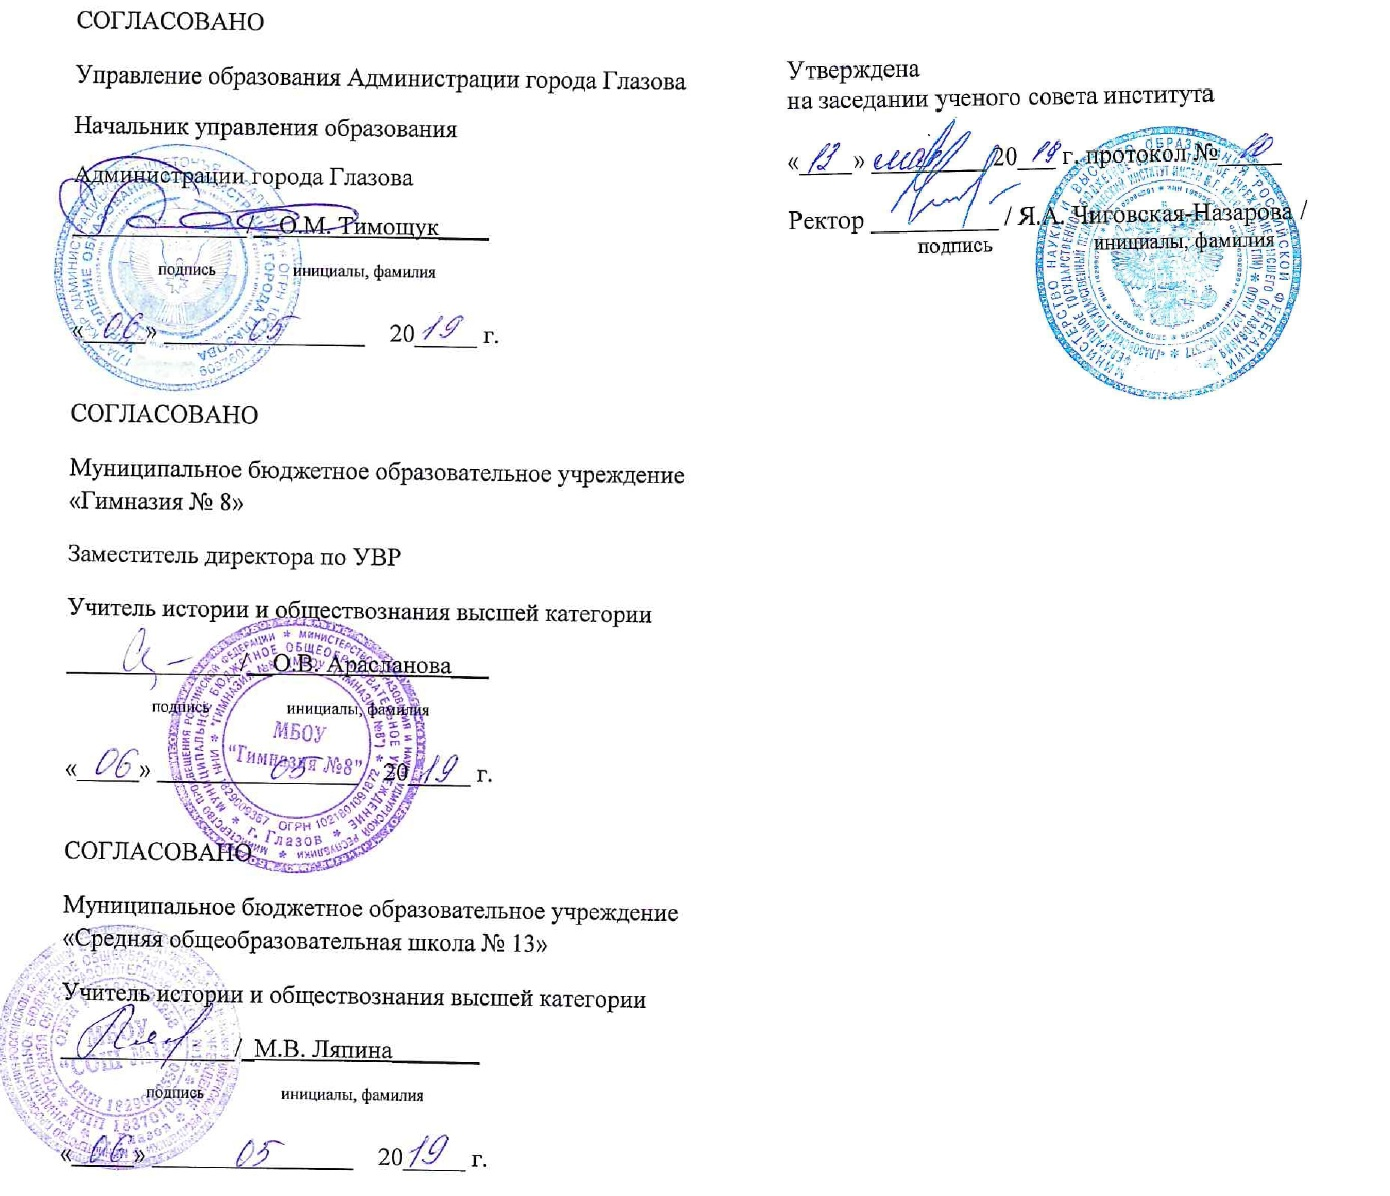 СОГЛАСОВАНО
Управление образования Администрации города Глазова
Начальник управления образования
Администрации города Глазова
/ О.М. Тимощук
подпись инициалы, фамилия
«06» 05 2019 г.
СОГЛАСОВАНО
Муниципальное бюджетное образовательное учреждение
«Гимназия № 8»
Заместитель директора по УВР
Учитель истории и обществознания высшей категории
/ О.В. Арасланова
подпись инициалы, фамилия
МБОУ
"Гимназия №8"
г. Глазов
«06» 05 2019 г.
СОГЛАСОВАНО
Муниципальное бюджетное образовательное учреждение
«Средняя общеобразовательная школа № 13»
Учитель истории и обществознания высшей категории
/ М.В. Ляпина
подпись инициалы, фамилия
«06» 05 2019 г.
Утверждена
на заседании ученого совета института
«13» мая 2019 г. протокол № 10
Ректор / Я.А. Чиговская-Назарова /
подпись инициалы, фамилия